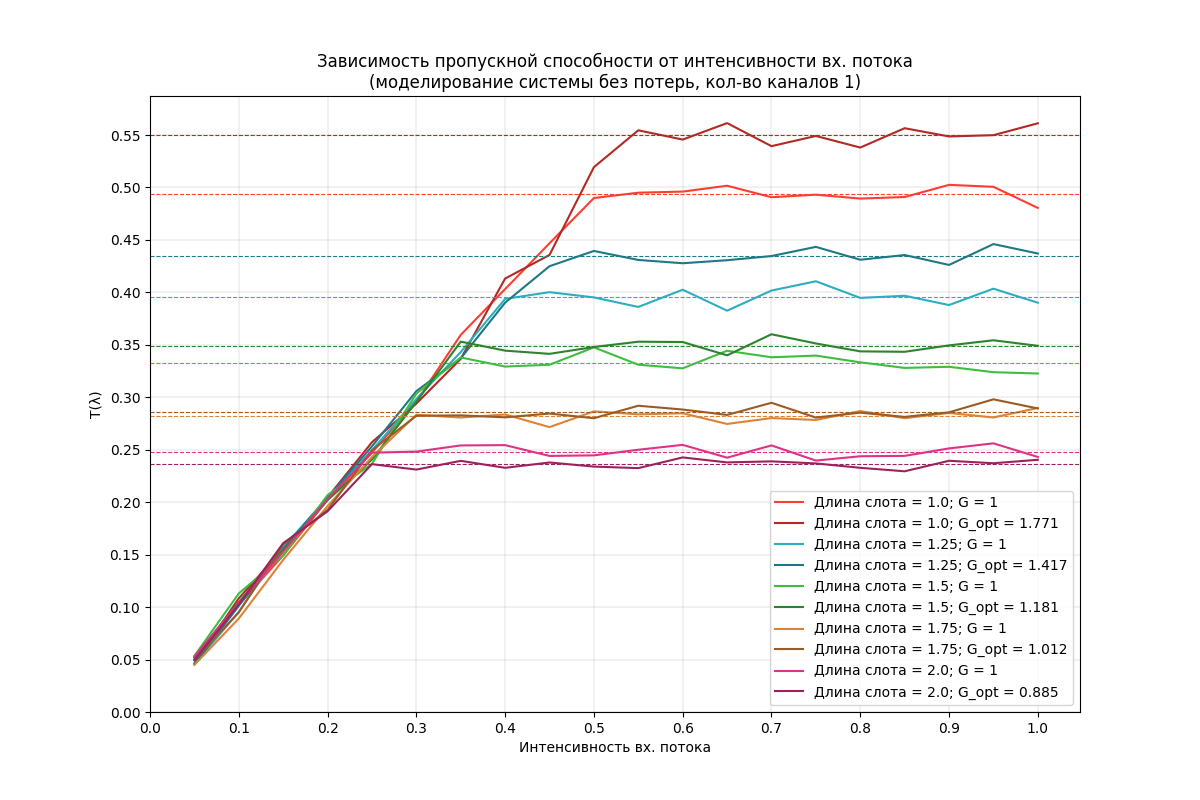 Зависимость пропускной способности от интенсивности вх. потока
(моделирование системы без потерь, кол-во каналов 1)
T(λ)
0.55
0.50
0.45
0.40
0.35
0.30
0.25
0.20
0.15
0.10
0.05
0.00
Длина слота = 1.0; G = 1
Длина слота = 1.0; G_opt = 1.771
Длина слота = 1.25; G = 1
Длина слота = 1.25; G_opt = 1.417
Длина слота = 1.5; G = 1
Длина слота = 1.5; G_opt = 1.181
Длина слота = 1.75; G = 1
Длина слота = 1.75; G_opt = 1.012
Длина слота = 2.0; G = 1
Длина слота = 2.0; G_opt = 0.885
0.0 0.1 0.2 0.3 0.4 0.5 0.6 0.7 0.8 0.9 1.0
Интенсивность вх. потока